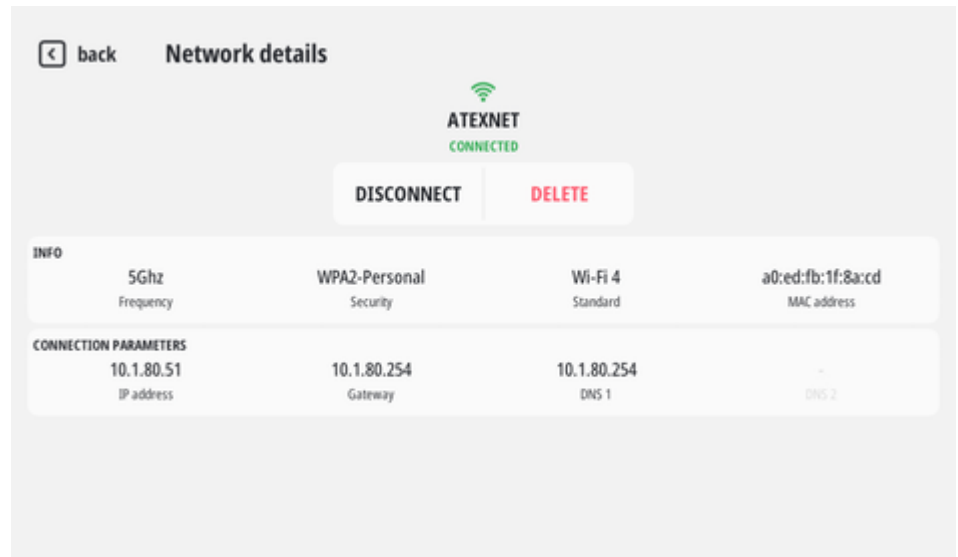 back Network details
ATEXNET
CONNECTED
DISCONNECT DELETE
INFO
5Ghz WPA2-Personal Wi-Fi 4 a0:ed:fb:1f:8a:cd
Frequency Security Standard MAC address
CONNECTION PARAMETERS
10.1.80.51 10.1.80.254 10.1.80.254 -
IP address Gateway DNS 1 DNS 2